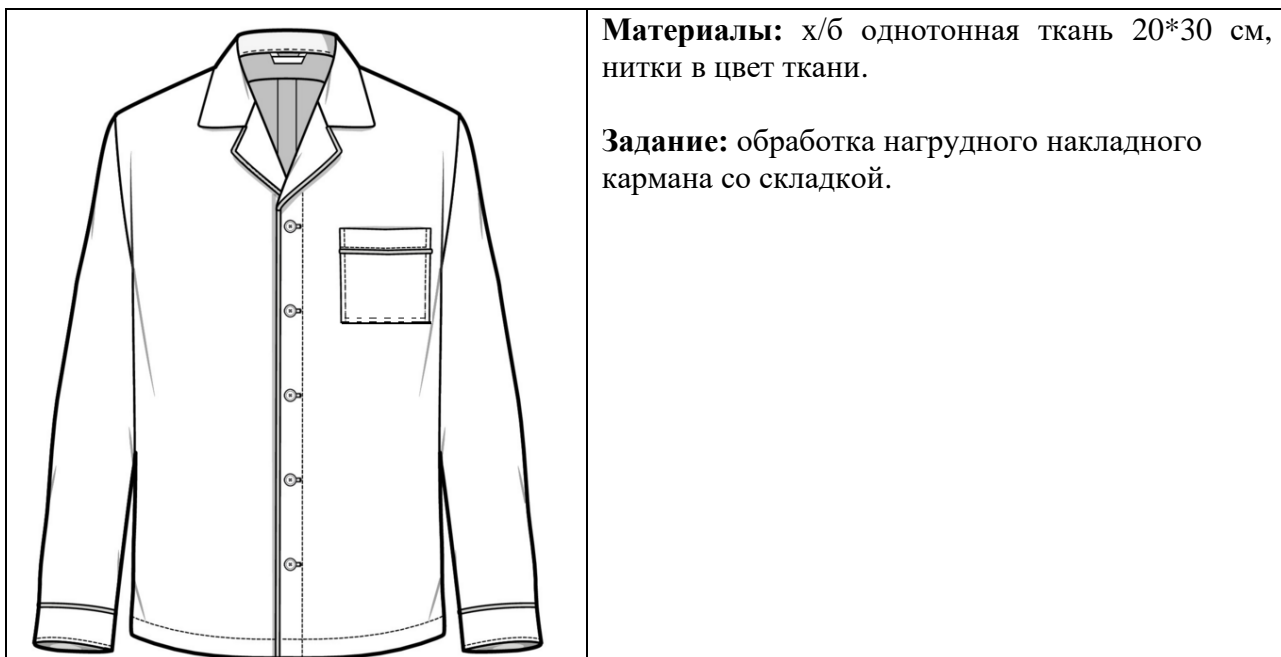 Материалы: х/б однотонная ткань 20*30 см,
нитки в цвет ткани.
Задание: обработка нагрудного накладного
кармана со складкой.